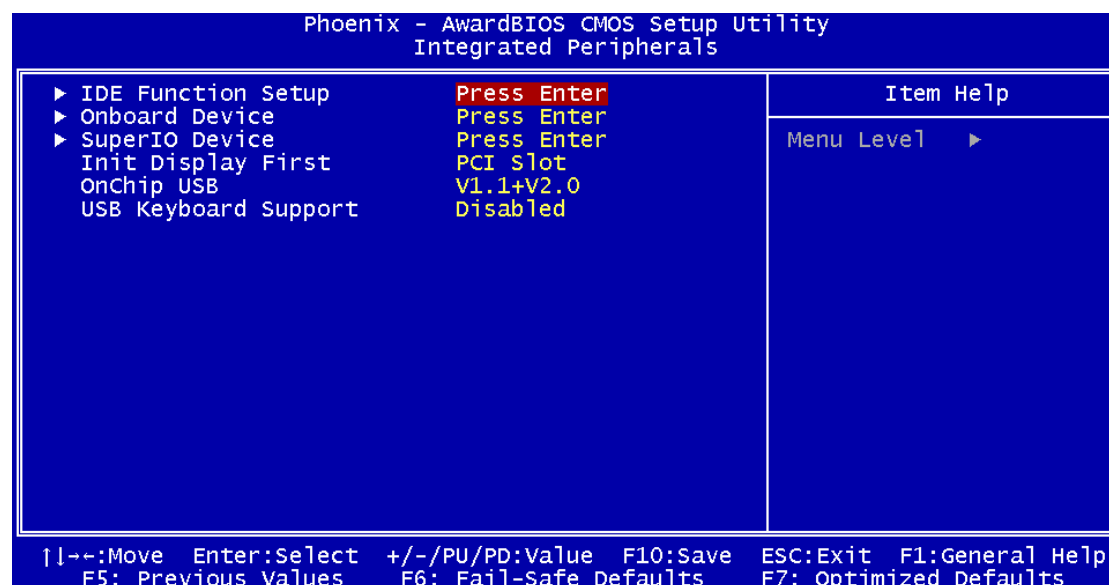 Phoenix - AwardBIOS CMOS Setup Utility
Integrated Peripherals
▶ IDE Function Setup Press Enter
▶ Onboard Device Press Enter
▶ SuperIO Device Press Enter
Init Display First PCI Slot
OnChip USB V1.1+V2.0
USB Keyboard Support Disabled
Item Help
Menu Level ▶
↑↓→←:Move Enter:Select +/-/PU/PD:Value F10:Save ESC:Exit F1:General Help
F5: Previous Values F6: Fail-Safe Defaults F7: Optimized Defaults